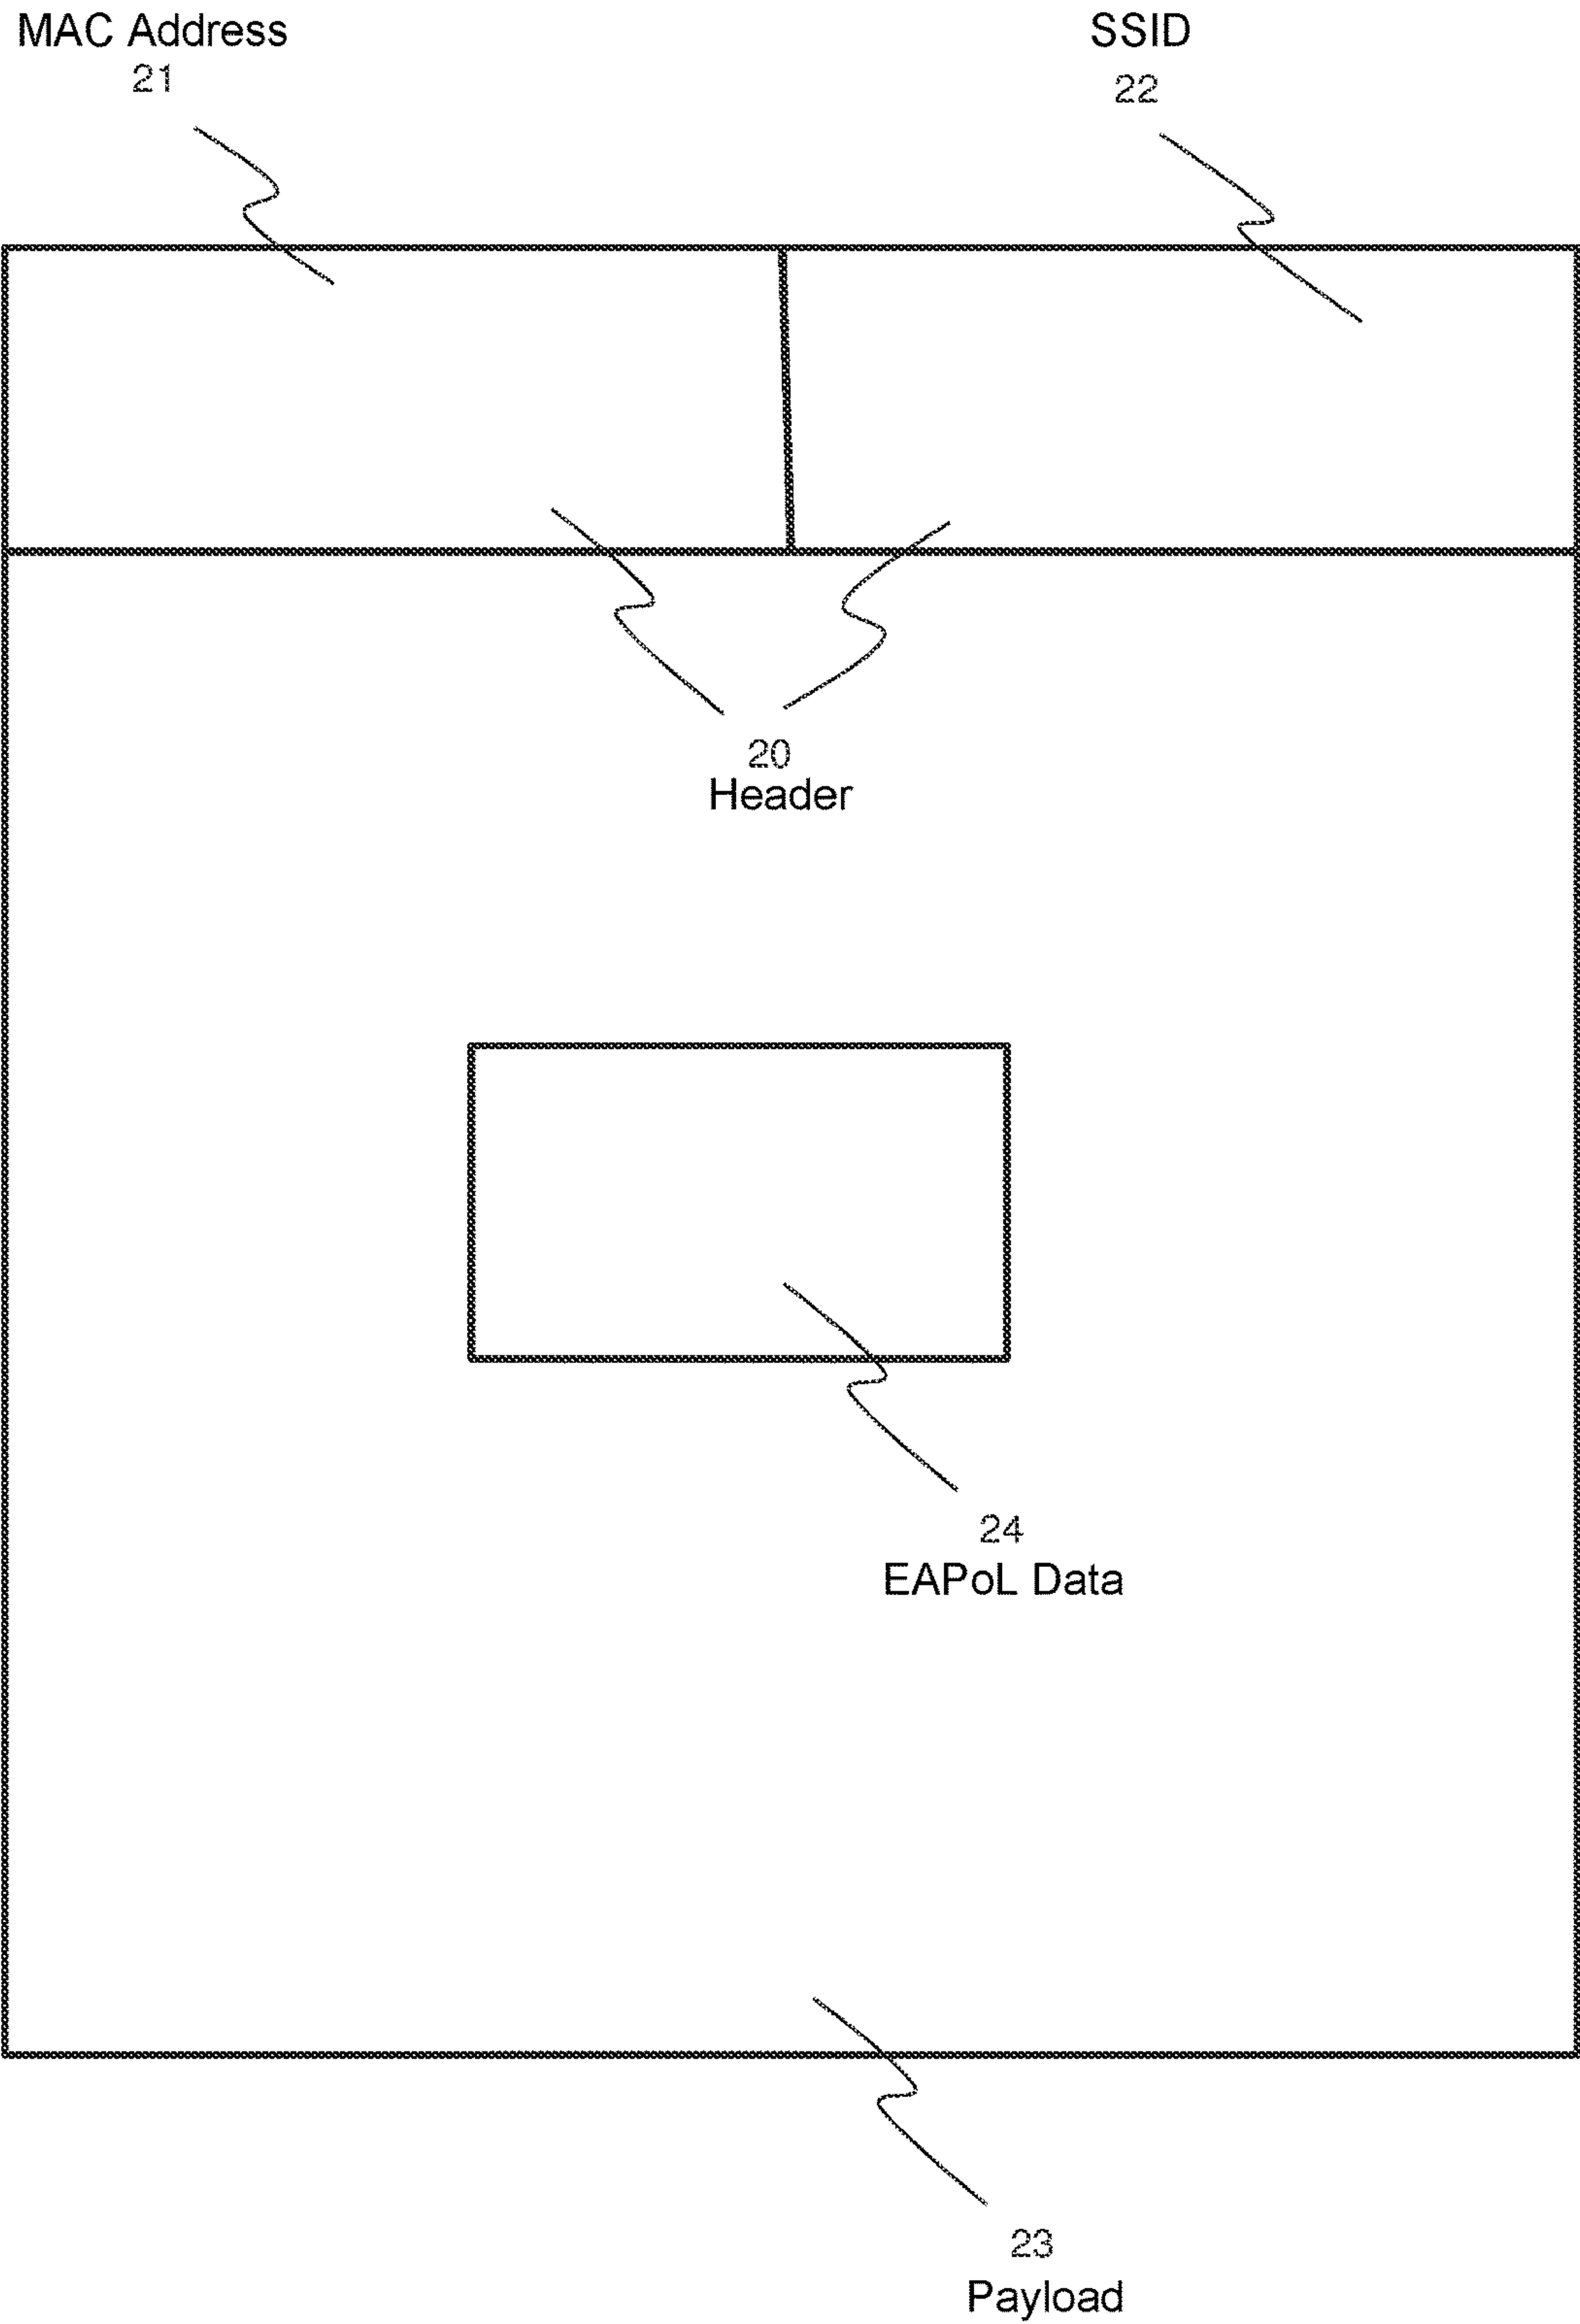 MAC Address
21
SSID
22
20
Header
24
EAPoL Data
23
Payload